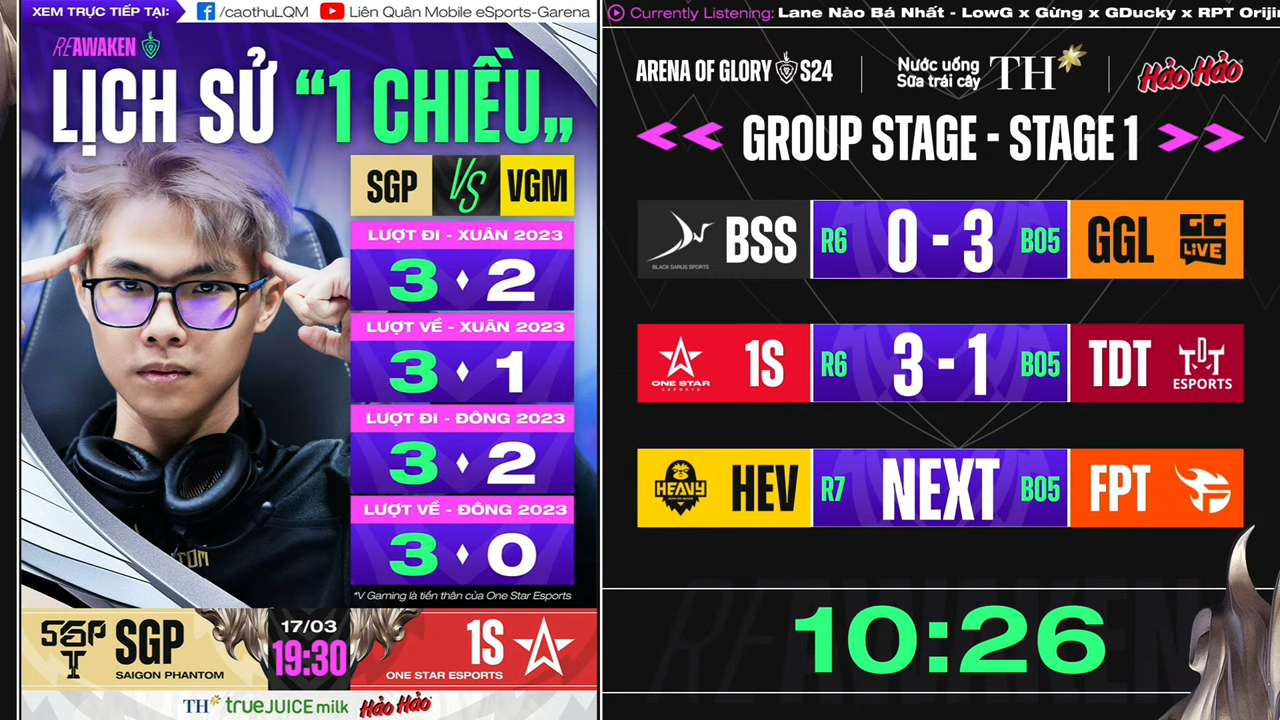 XEM TRỰC TIẾP TẠI:
/caothuLQM
Liên Quân Mobile eSports-Garena
REAWAKEN
LỊCH SỬ “1 CHIỀU„
SGP VS VGM
LƯỢT ĐI - XUÂN 2023
3 2
LƯỢT VỀ - XUÂN 2023
3 1
LƯỢT ĐI - ĐÔNG 2023
3 2
LƯỢT VỀ - ĐÔNG 2023
3 0
*V Gaming là tiền thân của One Star Esports
SGP
SGP
SAIGON PHANTOM
17/03
19:30
1S
ONE STAR ESPORTS
TH trueJUICE milk Hảo Hảo
Currently Listening: Lane Nào Bá Nhất - LowG x Gừng x GDucky x RPT Oriji
ARENA OF GLORY S24
Nước uống
Sữa trái cây
TH
Hảo Hảo
GROUP STAGE - STAGE 1
BLACK SARUS SPORTS
BSS R6 0 - 3 BO5 GGL
GG
LIVE
ONE STAR
ESPORTS
1S R6 3 - 1 BO5 TDT
TDT
ESPORTS
HEAVY
HEV R7 NEXT BO5 FPT
10:26